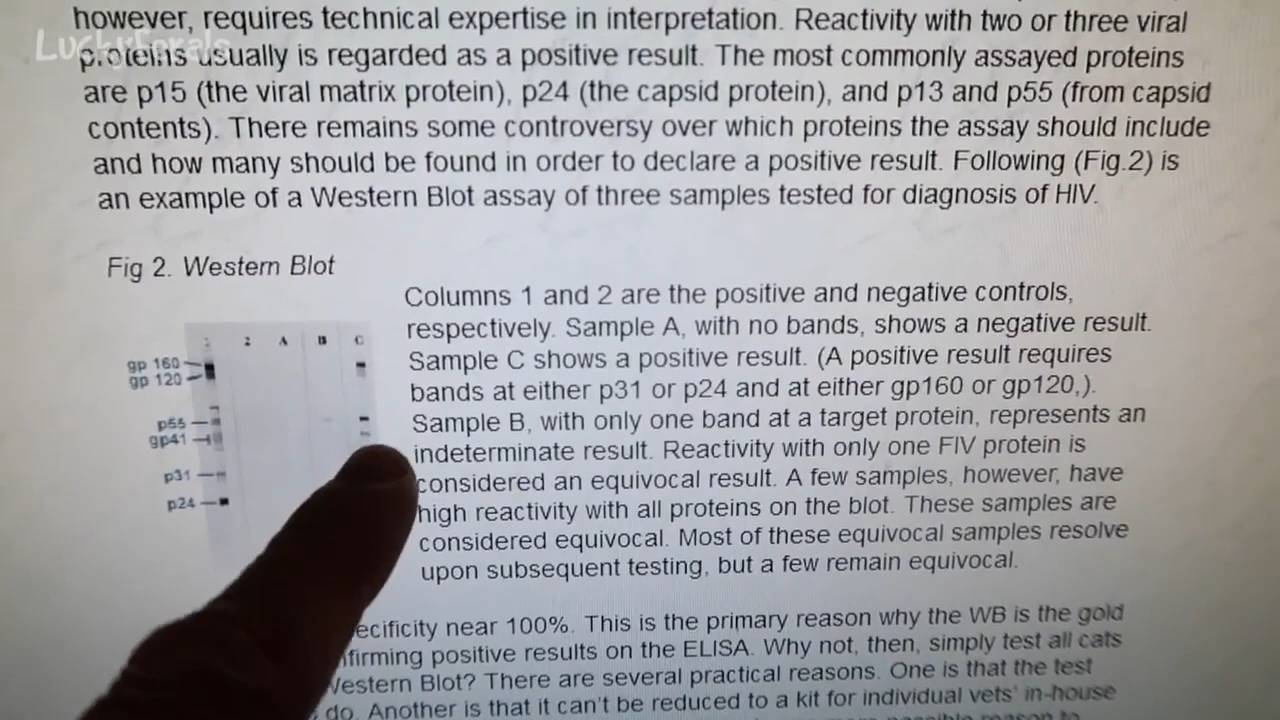 however, requires technical expertise in interpretation. Reactivity with two or three viral
LuckyFerals
proteins usually is regarded as a positive result. The most commonly assayed proteins
are p15 (the viral matrix protein), p24 (the capsid protein), and p13 and p55 (from capsid
contents). There remains some controversy over which proteins the assay should include
and how many should be found in order to declare a positive result. Following (Fig.2) is
an example of a Western Blot assay of three samples tested for diagnosis of HIV.
Fig 2. Western Blot
2 A B C
gp 160
gp 120
p55
gp41
p31
p24
Columns 1 and 2 are the positive and negative controls,
respectively. Sample A, with no bands, shows a negative result.
Sample C shows a positive result. (A positive result requires
bands at either p31 or p24 and at either gp160 or gp120,).
Sample B, with only one band at a target protein, represents an
indeterminate result. Reactivity with only one FIV protein is
considered an equivocal result. A few samples, however, have
high reactivity with all proteins on the blot. These samples are
considered equivocal. Most of these equivocal samples resolve
upon subsequent testing, but a few remain equivocal.
ecificity near 100%. This is the primary reason why the WB is the gold
firming positive results on the ELISA. Why not, then, simply test all cats
Western Blot? There are several practical reasons. One is that the test
do. Another is that it can't be reduced to a kit for individual vets' in-house